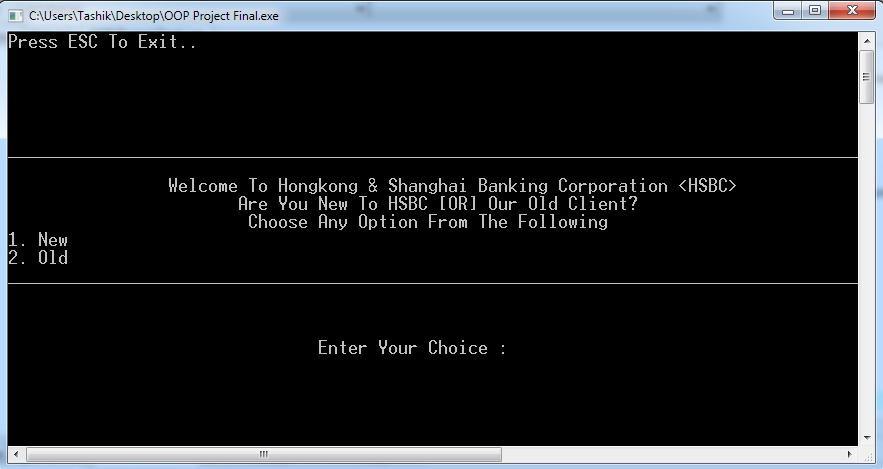 C:\Users\Tashik\Desktop\OOP Project Final.exe
Press ESC To Exit..
Welcome To Hongkong & Shanghai Banking Corporation <HSBC>
Are You New To HSBC [OR] Our Old Client?
Choose Any Option From The Following
1. New
2. Old
Enter Your Choice :